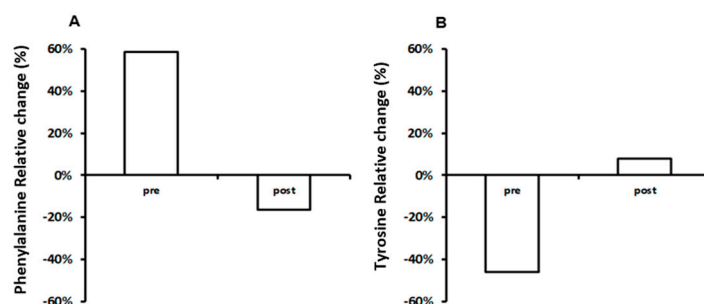 A
Phenylalanine Relative change (%)
60%
40%
20%
0%
-20%
-40%
-60%
pre
post
B
Tyrosine Relative change (%)
60%
40%
20%
0%
-20%
-40%
-60%
pre
post